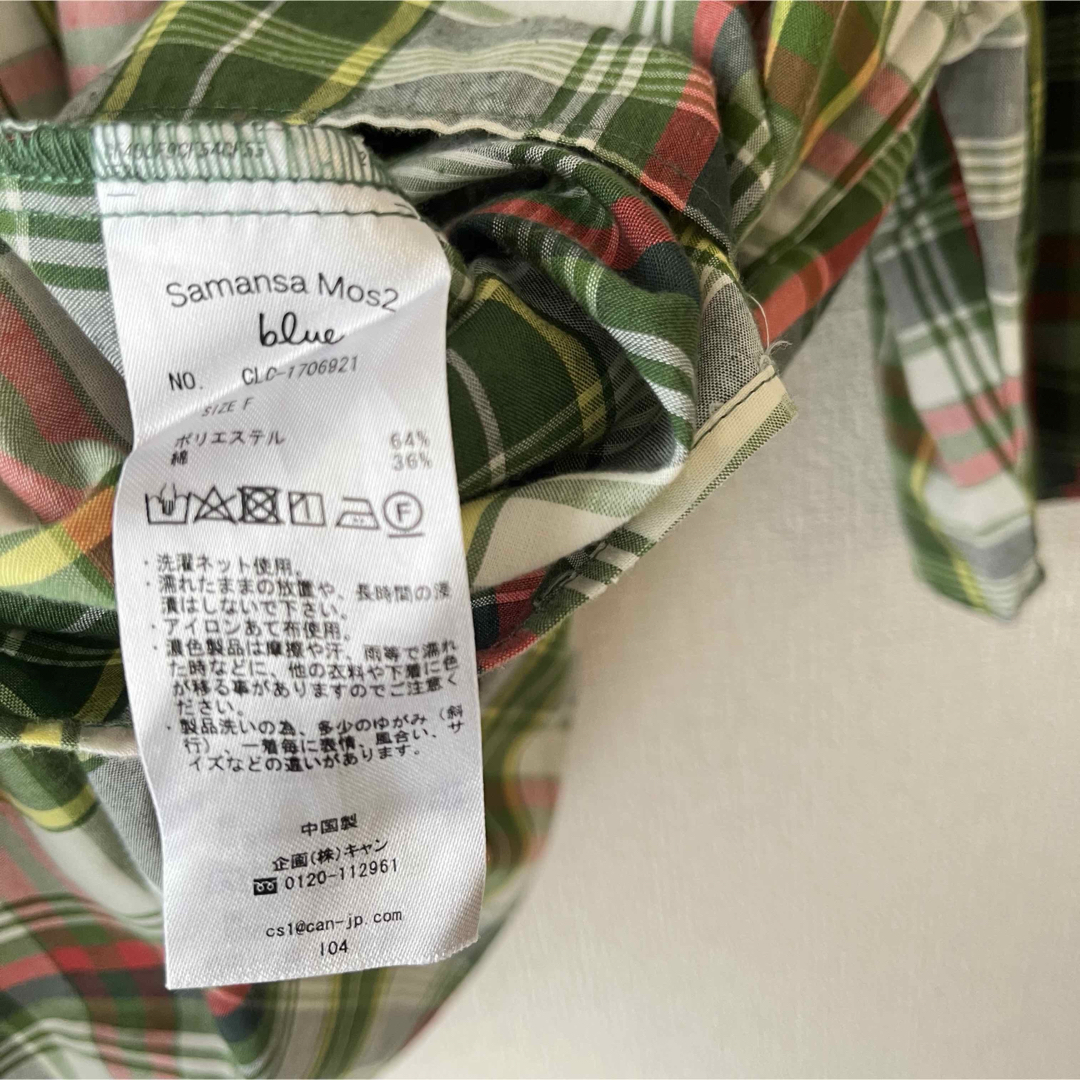 Samansa Mos2
blue
NO. CLC-1706921
SIZE F
ポリエステル 64%
綿 36%
F
・洗濯ネット使用。
・濡れたままの放置や、長時間の浸
漬はしないで下さい。
・アイロンあて布使用。
・濃色製品は摩擦や汗、雨等で濡れ
た時などに、他の衣料や下着に色
が移る事がありますのでご注意く
ださい。
・製品洗いの為、多少のゆがみ（斜
行）、一着毎に表情、風合い、サ
イズなどの違いがあります。
中国製
企画(株)キャン
0120-112961
cs1@can-jp.com
104